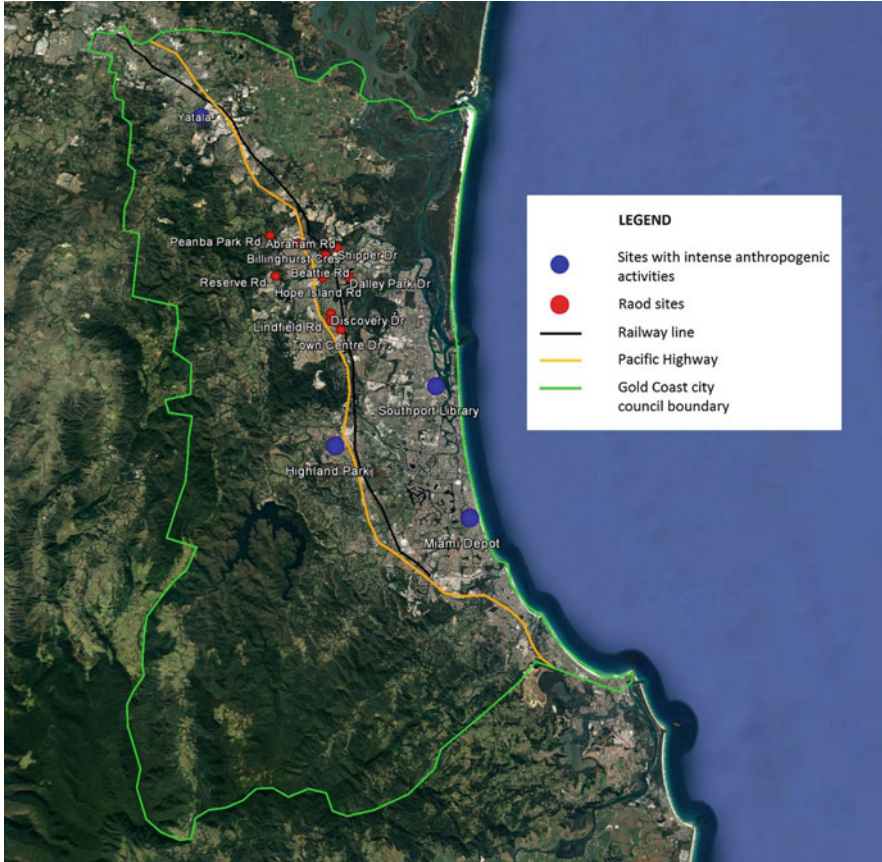 Yatala
Peanba Park Rd
Abraham Rd
Shipper Dr
Billinghurst Cres
Beattie Rd
Reserve Rd
Dalley Park Dr
Hope Island Rd
Discovery Dr
Lindfield Rd
Town Centre Dr
Southport Library
Highland Park
Miami Depot
LEGEND
Sites with intense anthropogenic
activities
Raod sites
Railway line
Pacific Highway
Gold Coast city
council boundary